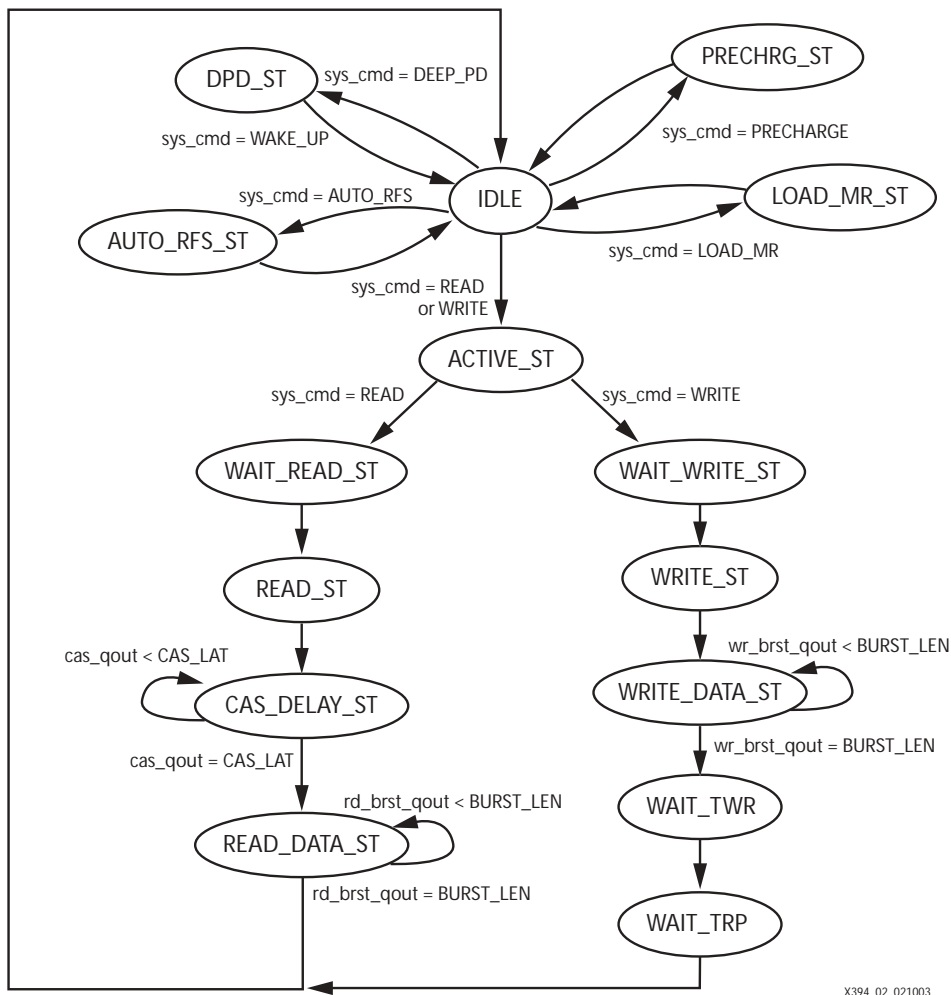 PRECHRG_ST
DPD_ST
sys_cmd = DEEP_PD
sys_cmd = WAKE_UP
sys_cmd = PRECHARGE
IDLE
LOAD_MR_ST
sys_cmd = AUTO_RFS
AUTO_RFS_ST
sys_cmd = LOAD_MR
sys_cmd = READ
or WRITE
ACTIVE_ST
sys_cmd = READ
sys_cmd = WRITE
WAIT_READ_ST
WAIT_WRITE_ST
READ_ST
WRITE_ST
cas_qout < CAS_LAT
wr_brst_qout < BURST_LEN
CAS_DELAY_ST
WRITE_DATA_ST
cas_qout = CAS_LAT
wr_brst_qout = BURST_LEN
rd_brst_qout < BURST_LEN
WAIT_TWR
READ_DATA_ST
rd_brst_qout = BURST_LEN
WAIT_TRP
X394_02_021003